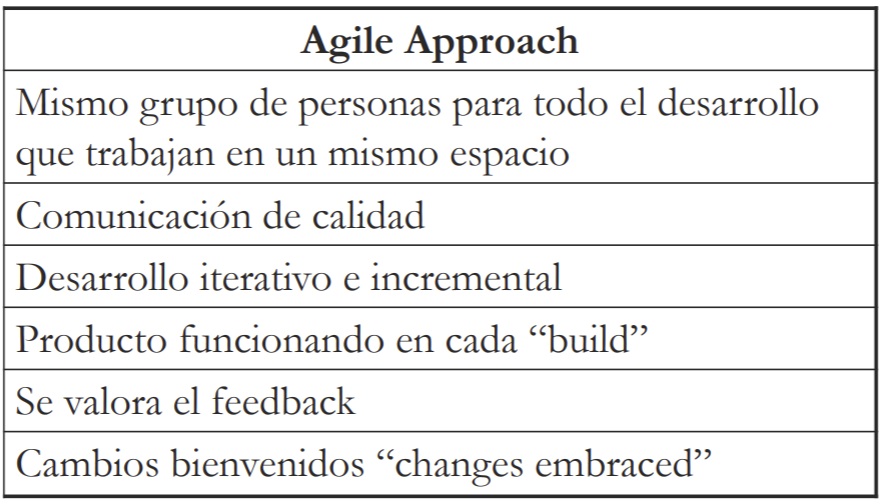 Agile Approach
Mismo grupo de personas para todo el desarrollo
que trabajan en un mismo espacio
Comunicación de calidad
Desarrollo iterativo e incremental
Producto funcionando en cada “build”
Se valora el feedback
Cambios bienvenidos “changes embraced”